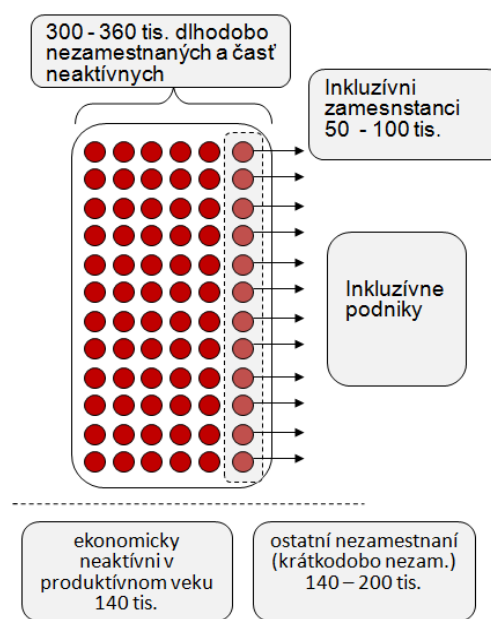 300 - 360 tis. dlhodobo
nezamestnaných a časť
neaktívnych
Inkluzívni
zamesnstanci
50 - 100 tis.
Inkluzívne
podniky
ekonomicky
neaktívni v
produktívnom veku
140 tis.
ostatní nezamestnaní
(krátkodobo nezam.)
140 – 200 tis.